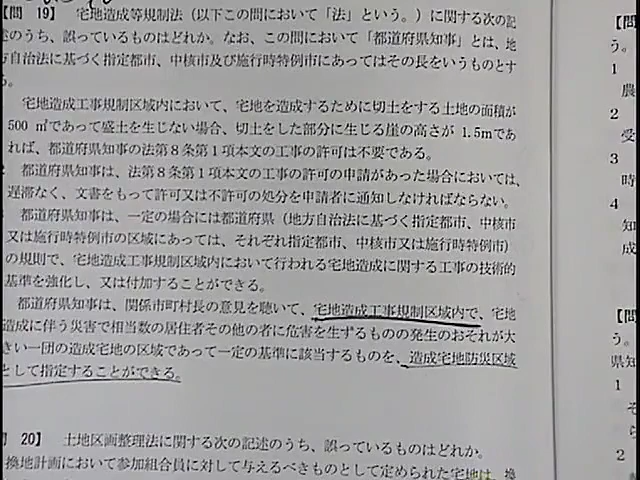 【問 19】 宅地造成等規制法（以下この問において「法」という。）に関する次の記
述のうち、誤っているものはどれか。なお、この問において「都道府県知事」とは、地
方自治法に基づく指定都市、中核市及び施行時特例市にあってはその長をいうものとす
る。
宅地造成工事規制区域内において、宅地を造成するために切土をする土地の面積が
500 ㎡であって盛土を生じない場合、切土をした部分に生じる崖の高さが 1.5mであ
れば、都道府県知事の法第8条第1項本文の工事の許可は不要である。
都道府県知事は、法第8条第1項本文の工事の許可の申請があった場合においては、
遅滞なく、文書をもって許可又は不許可の処分を申請者に通知しなければならない。
都道府県知事は、一定の場合には都道府県（地方自治法に基づく指定都市、中核市
又は施行時特例市の区域にあっては、それぞれ指定都市、中核市又は施行時特例市）
の規則で、宅地造成工事規制区域内において行われる宅地造成に関する工事の技術的
基準を強化し、又は付加することができる。
都道府県知事は、関係市町村長の意見を聴いて、宅地造成工事規制区域内で、宅地
造成に伴う災害で相当数の居住者その他の者に危害を生ずるものの発生のおそれが大
きい一団の造成宅地の区域であって一定の基準に該当するものを、造成宅地防災区域
として指定することができる。
20】 土地区画整理法に関する次の記述のうち、誤っているものはどれか。
換地計画において参加組合員に対して与えるべきものとして定められた宅地は、換
【問
う。
1
農
2
受
3
時
4
知
成
【問
う。
県知
1
そ
ら
2